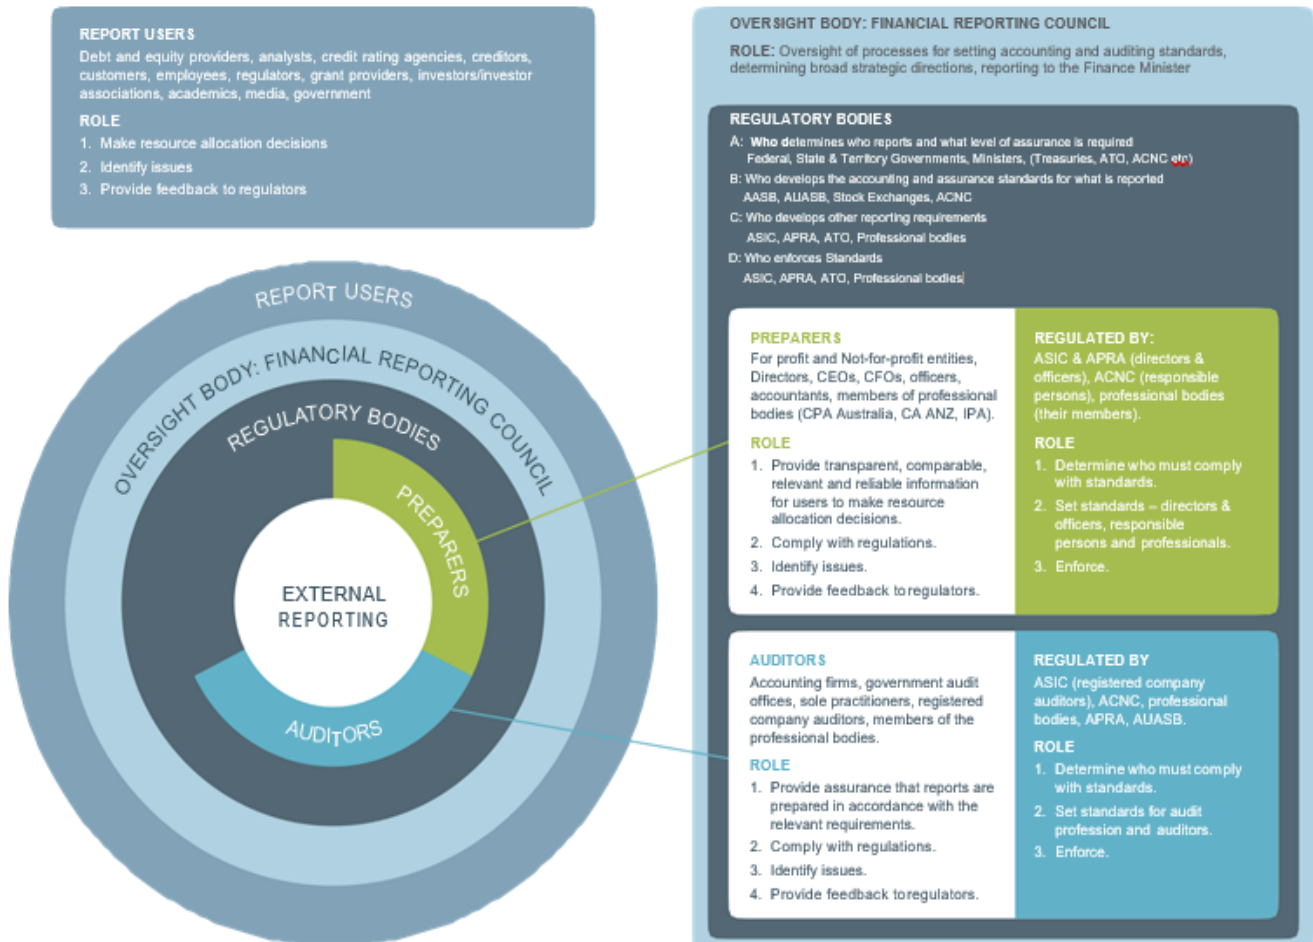 REPORT USERS
Debt and equity providers, analysts, credit rating agencies, creditors,
customers, employees, regulators, grant providers, investors/investor
associations, academics, media, government
ROLE
1. Make resource allocation decisions
2. Identify issues
3. Provide feedback to regulators
REPORT USERS
OVERSIGHT BODY: FINANCIAL REPORTING COUNCIL
REGULATORY BODIES
PREPARERS
EXTERNAL
REPORTING
AUDITORS
OVERSIGHT BODY: FINANCIAL REPORTING COUNCIL
ROLE: Oversight of processes for setting accounting and auditing standards,
determining broad strategic directions, reporting to the Finance Minister
REGULATORY BODIES
A: Who determines who reports and what level of assurance is required
Federal, State & Territory Governments, Ministers, (Treasuries, ATO, ACNC etc)
B: Who develops the accounting and assurance standards for what is reported
AASB, AUASB, Stock Exchanges, ACNC
C: Who develops other reporting requirements
ASIC, APRA, ATO, Professional bodies
D: Who enforces Standards
ASIC, APRA, ATO, Professional bodies
PREPARERS
For profit and Not-for-profit entities,
Directors, CEOs, CFOs, officers,
accountants, members of professional
bodies (CPA Australia, CA ANZ, IPA).
ROLE
1. Provide transparent, comparable,
relevant and reliable information
for users to make resource
allocation decisions.
2. Comply with regulations.
3. Identify issues.
4. Provide feedback to regulators.
REGULATED BY:
ASIC & APRA (directors &
officers), ACNC (responsible
persons), professional bodies
(their members).
ROLE
1. Determine who must comply
with standards.
2. Set standards – directors &
officers, responsible
persons and professionals.
3. Enforce.
AUDITORS
Accounting firms, government audit
offices, sole practitioners, registered
company auditors, members of the
professional bodies.
ROLE
1. Provide assurance that reports are
prepared in accordance with the
relevant requirements.
2. Comply with regulations.
3. Identify issues.
4. Provide feedback to regulators.
REGULATED BY
ASIC (registered company
auditors), ACNC, professional
bodies, APRA, AUASB.
ROLE
1. Determine who must comply
with standards.
2. Set standards for audit
profession and auditors.
3. Enforce.